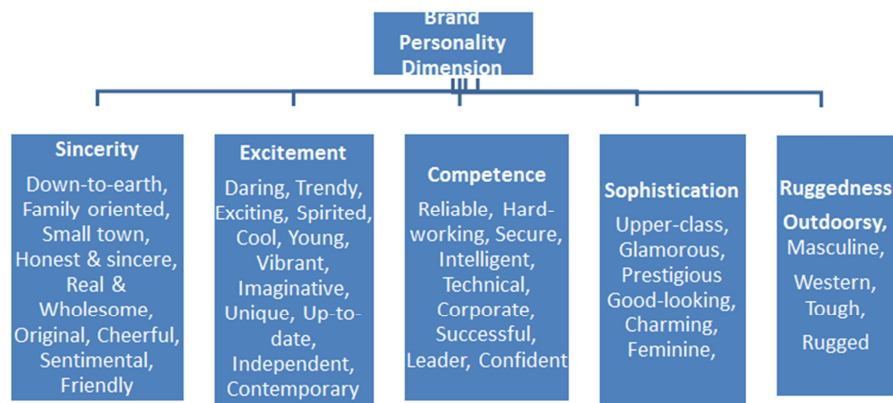 Brand
Personality
Dimension
Sincerity
Down-to-earth,
Family oriented,
Small town,
Honest & sincere,
Real &
Wholesome,
Original, Cheerful,
Sentimental,
Friendly
Excitement
Daring, Trendy,
Exciting, Spirited,
Cool, Young,
Vibrant,
Imaginative,
Unique, Up-to-
date,
Independent,
Contemporary
Competence
Reliable, Hard-
working, Secure,
Intelligent,
Technical,
Corporate,
Successful,
Leader, Confident
Sophistication
Upper-class,
Glamorous,
Prestigious
Good-looking,
Charming,
Feminine,
Ruggedness
Outdoorsy,
Masculine,
Western,
Tough,
Rugged